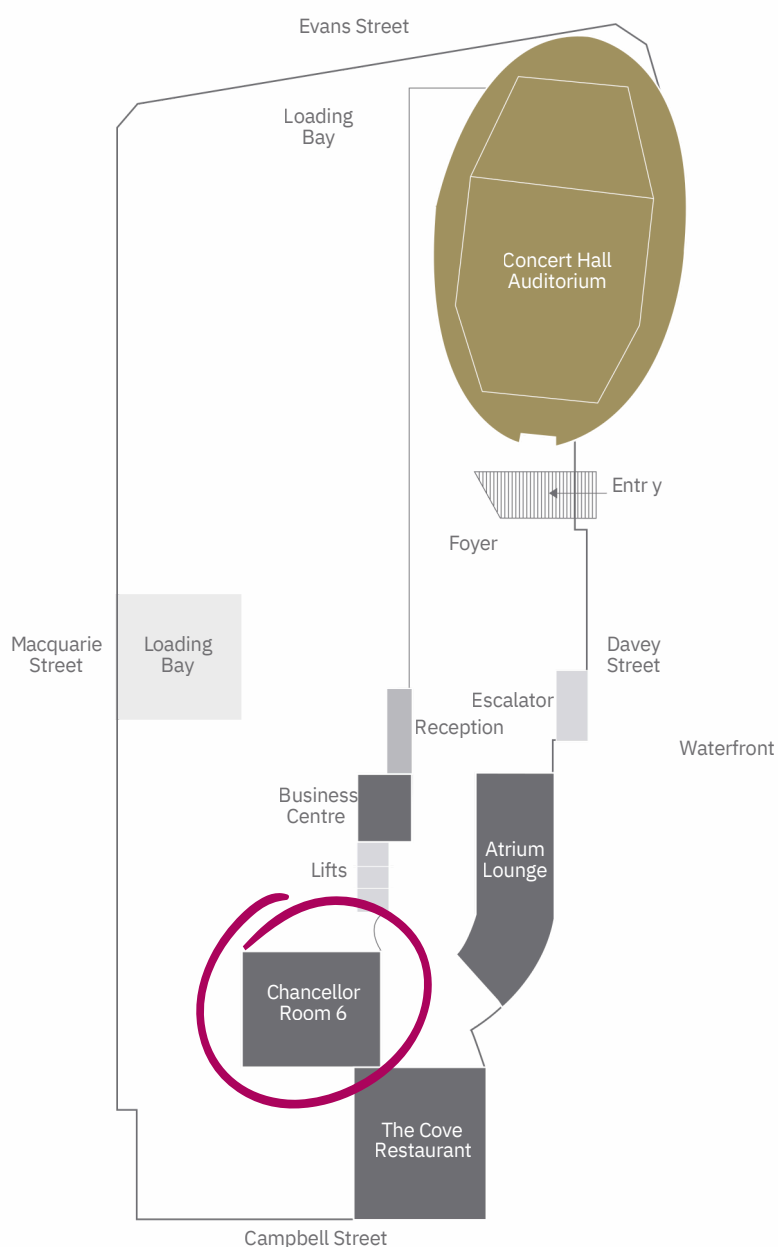 Evans Street
Loading
Bay
Concert Hall
Auditorium
Entr y
Foyer
Macquarie
Street
Loading
Bay
Davey
Street
Escalator
Reception
Waterfront
Business
Centre
Atrium
Lounge
Lifts
Chancellor
Room 6
The Cove
Restaurant
Campbell Street